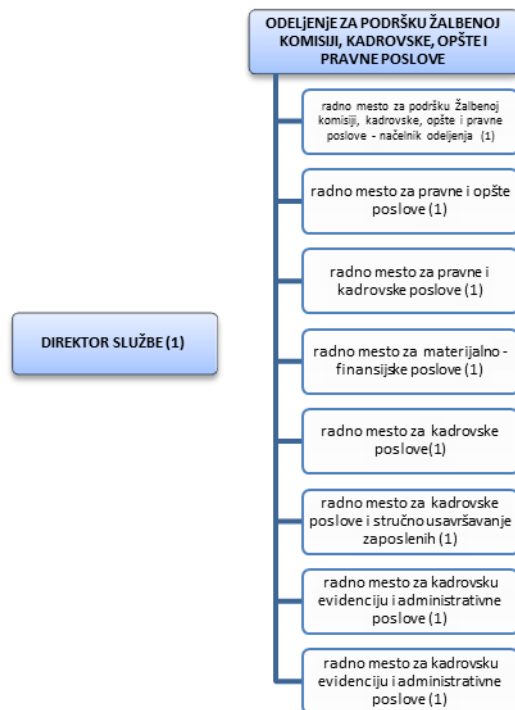 ODELjENjE ZA PODRŠKU ŽALBENOJ
KOMISIJI, KADROVSKE, OPŠTE I
PRAVNE POSLOVE
radno mesto za podršku Žalbenoj
komisiji, kadrovske, opšte i pravne
poslove - načelnik odeljenja (1)
radno mesto za pravne i opšte
poslove (1)
radno mesto za pravne i
kadrovske poslove (1)
DIREKTOR SLUŽBE (1)
radno mesto za materijalno -
finansijske poslove (1)
radno mesto za kadrovske
poslove(1)
radno mesto za kadrovske
poslove i stručno usavršavanje
zaposlenih (1)
radno mesto za kadrovsku
evidenciju i administrativne
poslove (1)
radno mesto za kadrovsku
evidenciju i administrativne
poslove (1)